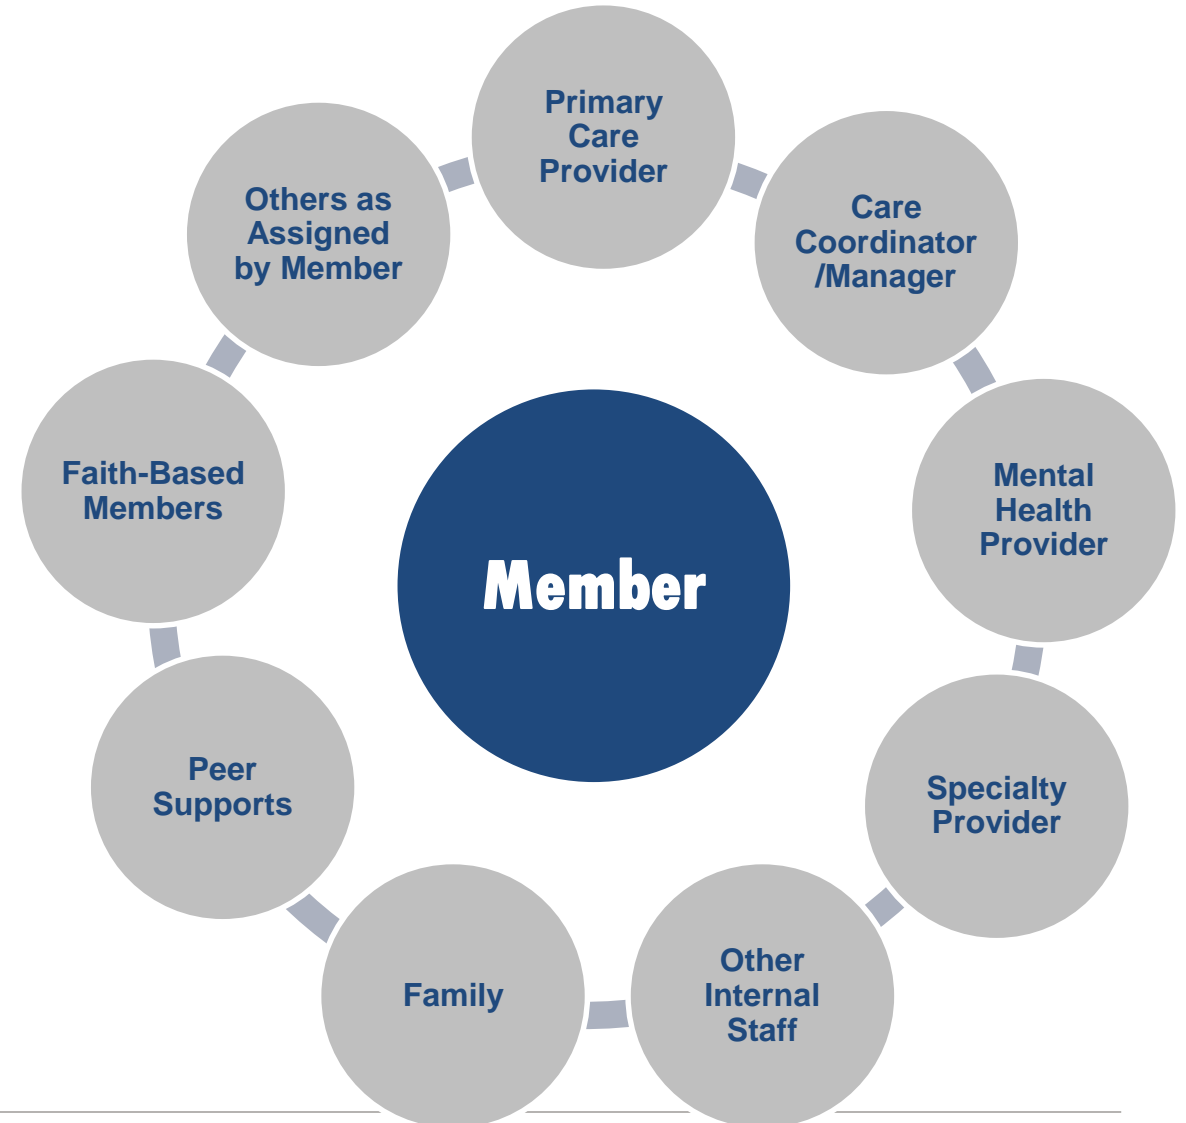 Primary
Care
Provider
Care
Coordinator
/Manager
Mental
Health
Provider
Specialty
Provider
Other
Internal
Staff
Family
Peer
Supports
Faith-Based
Members
Others as
Assigned
by Member
Member